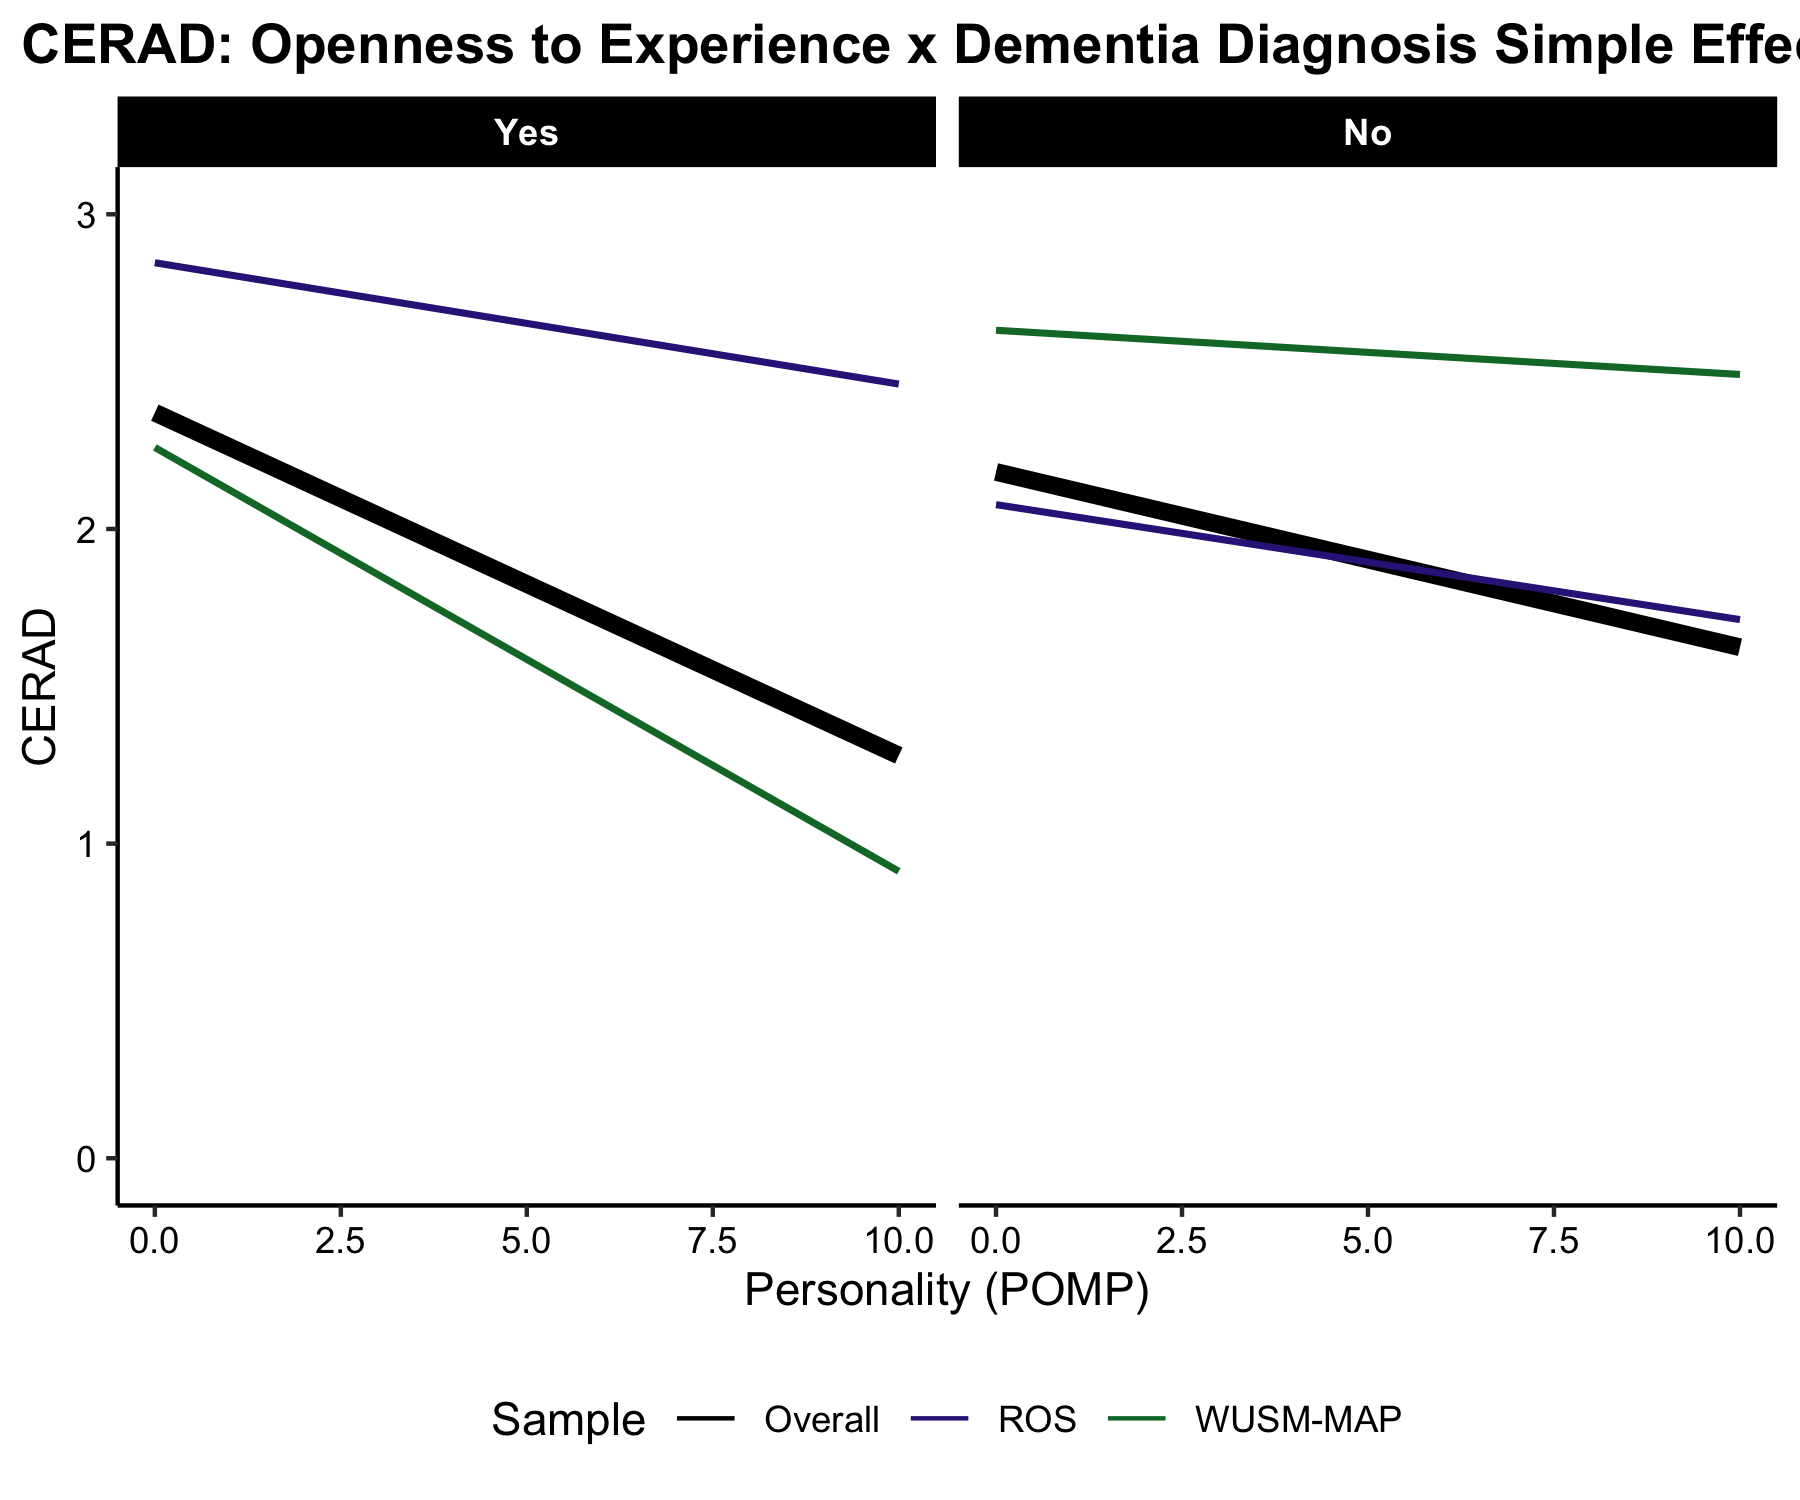 CERAD: Openness to Experience x Dementia Diagnosis Simple Effe
Yes No
3
2
1
0
CERAD
0.0 2.5 5.0 7.5 10.0 0.0 2.5 5.0 7.5 10.0
Personality (POMP)
Sample Overall ROS WUSM-MAP